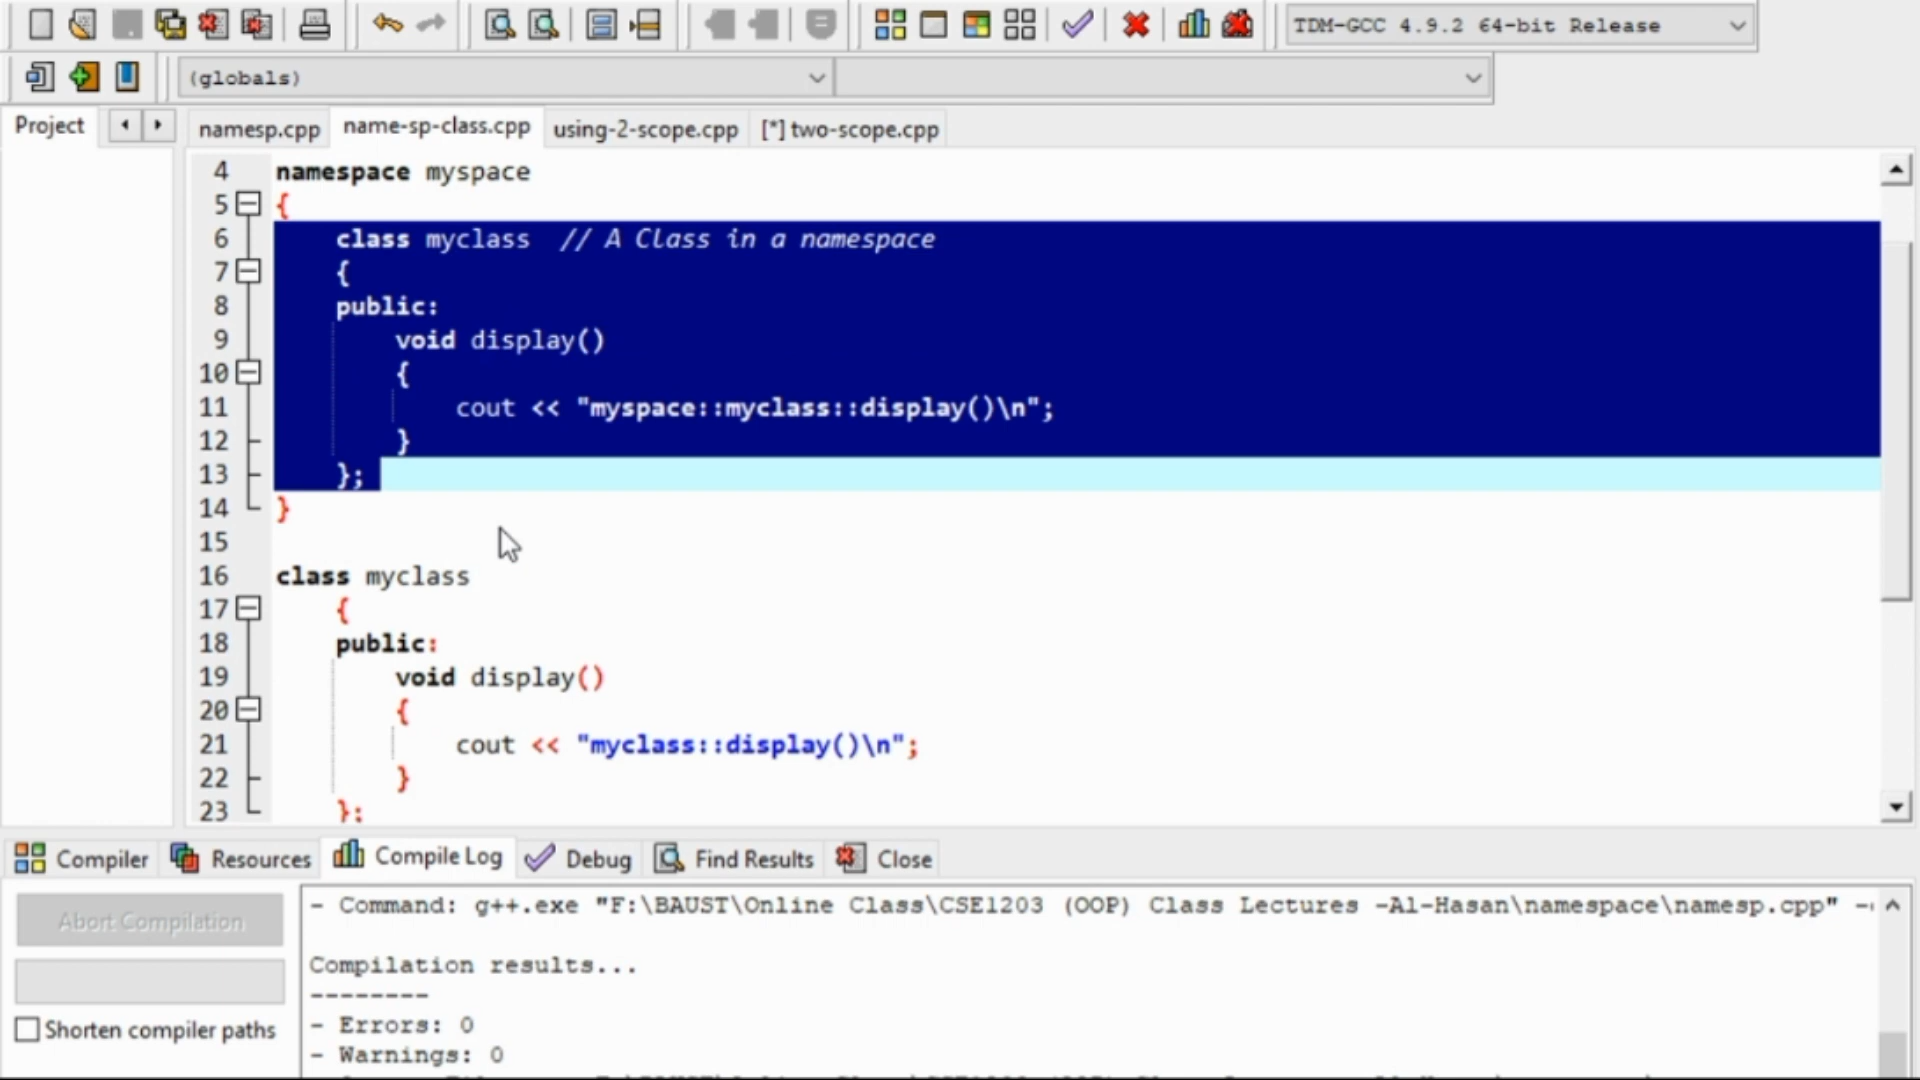 TDM-GCC 4.9.2 64-bit Release
(globals)
Project
namesp.cpp
name-sp-class.cpp
using-2-scope.cpp
[*] two-scope.cpp
4 namespace myspace
5 {
6 class myclass // A Class in a namespace
7 {
8 public:
9 void display()
10 {
11 cout << "myspace::myclass::display()\n";
12 }
13 };
14 }
15
16 class myclass
17 {
18 public:
19 void display()
20 {
21 cout << "myclass::display()\n";
22 }
23 };
Compiler
Resources
Compile Log
Debug
Find Results
Close
Abort Compilation
Shorten compiler paths
- Command: g++.exe "F:\BAUST\Online Class\CSE1203 (OOP) Class Lectures -Al-Hasan\namespace\namesp.cpp" -
Compilation results...
--------
- Errors: 0
- Warnings: 0